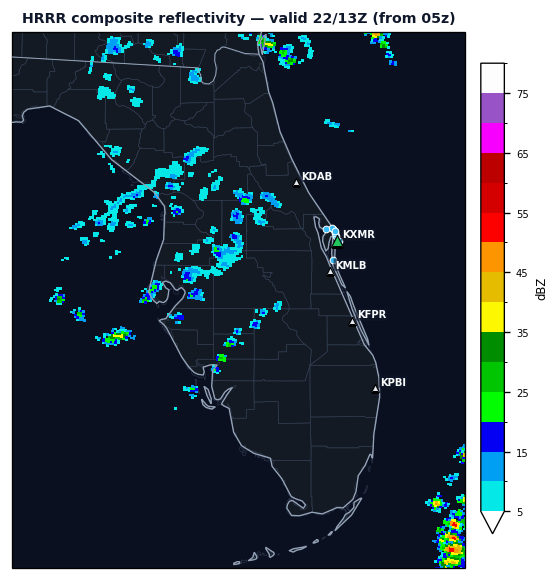 HRRR composite reflectivity — valid 22/13Z (from 05z)
75
65
55
45
35
25
15
5
dBZ
KDAB
KXMR
KMLB
KFPR
KPBI